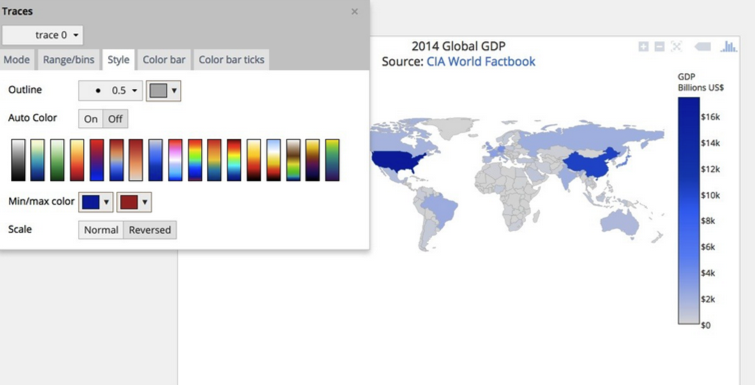 Traces ×
trace 0
Mode Range/bins Style Color bar Color bar ticks
Outline 0.5
Auto Color On Off
Min/max color
Scale Normal Reversed
2014 Global GDP
Source: CIA World Factbook
GDP
Billions US$
$16k
$14k
$12k
$10k
$8k
$6k
$4k
$2k
$0